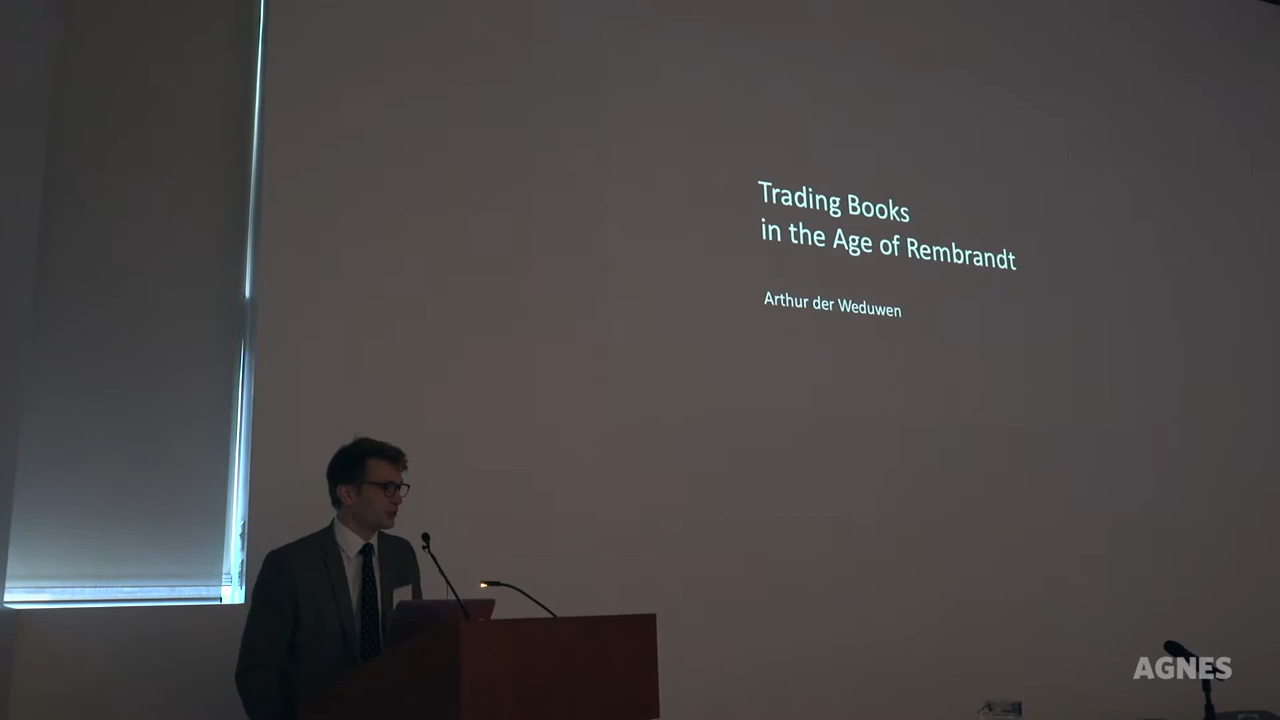 Trading Books
in the Age of Rembrandt
Arthur der Weduwen
AGNES